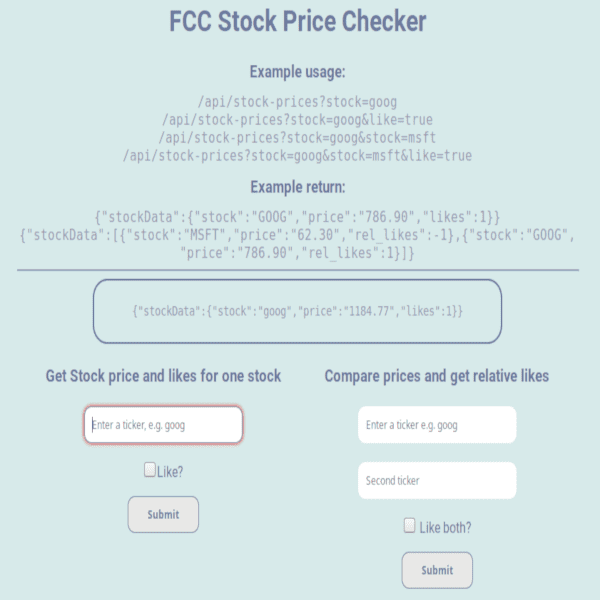 FCC Stock Price Checker
Example usage:
/api/stock-prices?stock=goog
/api/stock-prices?stock=goog&like=true
/api/stock-prices?stock=goog&stock=msft
/api/stock-prices?stock=goog&stock=msft&like=true
Example return:
{"stockData":{"stock":"GOOG","price":"786.90","likes":1}}
{"stockData":[{"stock":"MSFT","price":"62.30","rel_likes":-1},{"stock":"GOOG",
"price":"786.90","rel_likes":1}]}
{"stockData":{"stock":"goog","price":"1184.77","likes":1}}
Get Stock price and likes for one stock
Enter a ticker, e.g. goog
Like?
Submit
Compare prices and get relative likes
Enter a ticker e.g. goog
Second ticker
Like both?
Submit